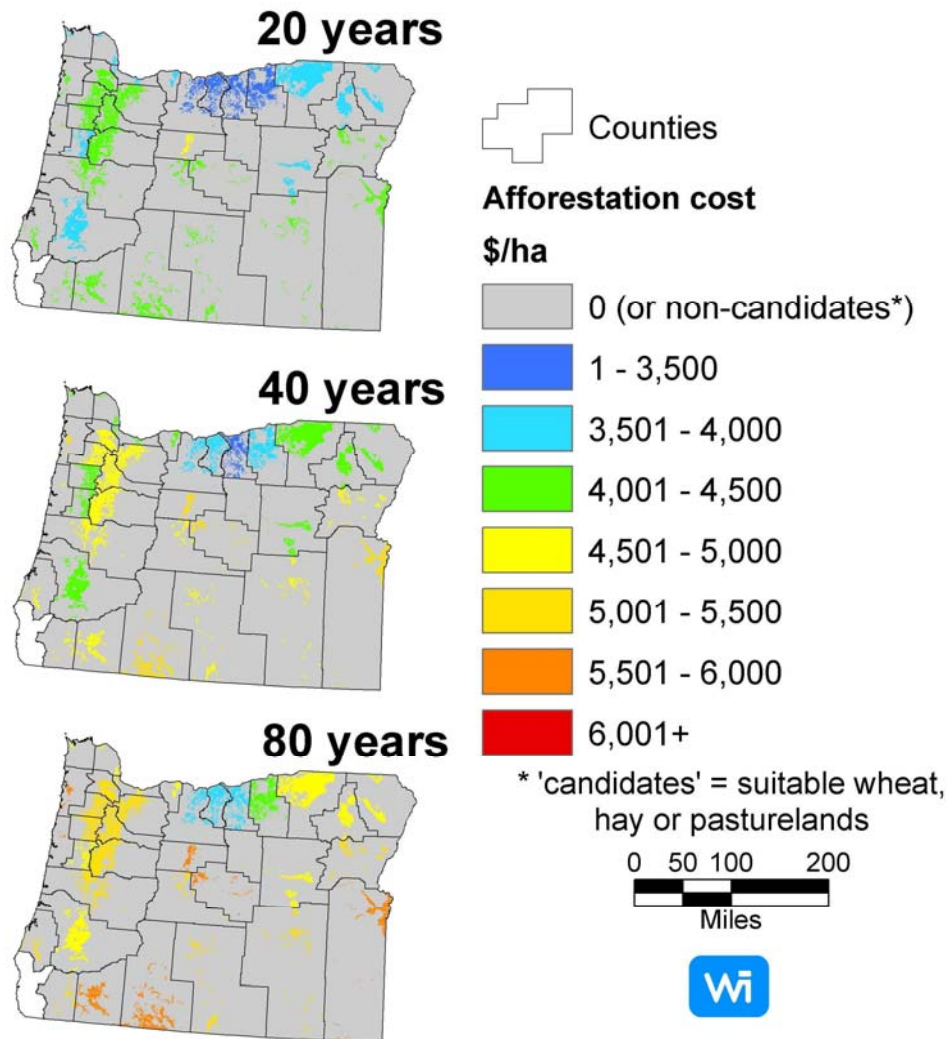 20 years
40 years
80 years
Counties
Afforestation cost
$/ha
0 (or non-candidates*)
1 - 3,500
3,501 - 4,000
4,001 - 4,500
4,501 - 5,000
5,001 - 5,500
5,501 - 6,000
6,001+
* 'candidates' = suitable wheat,
hay or pasturelands
0 50 100 200
Miles
Wi